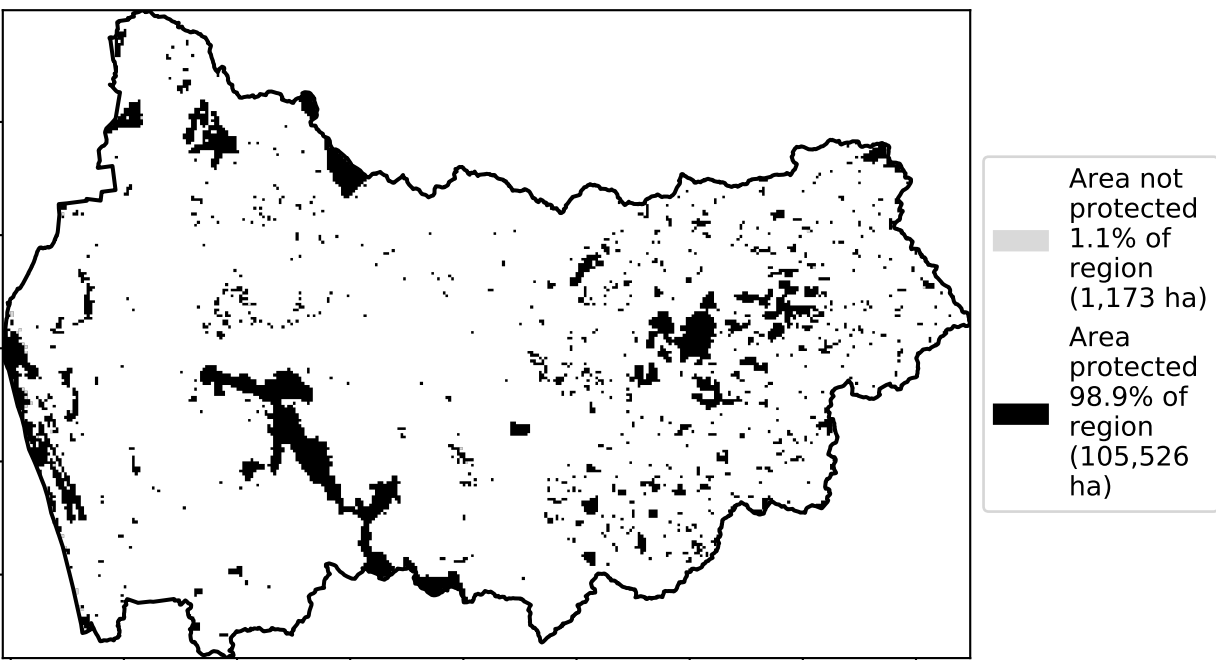 Area not
protected
1.1% of
region
(1,173 ha)
Area
protected
98.9% of
region
(105,526
ha)